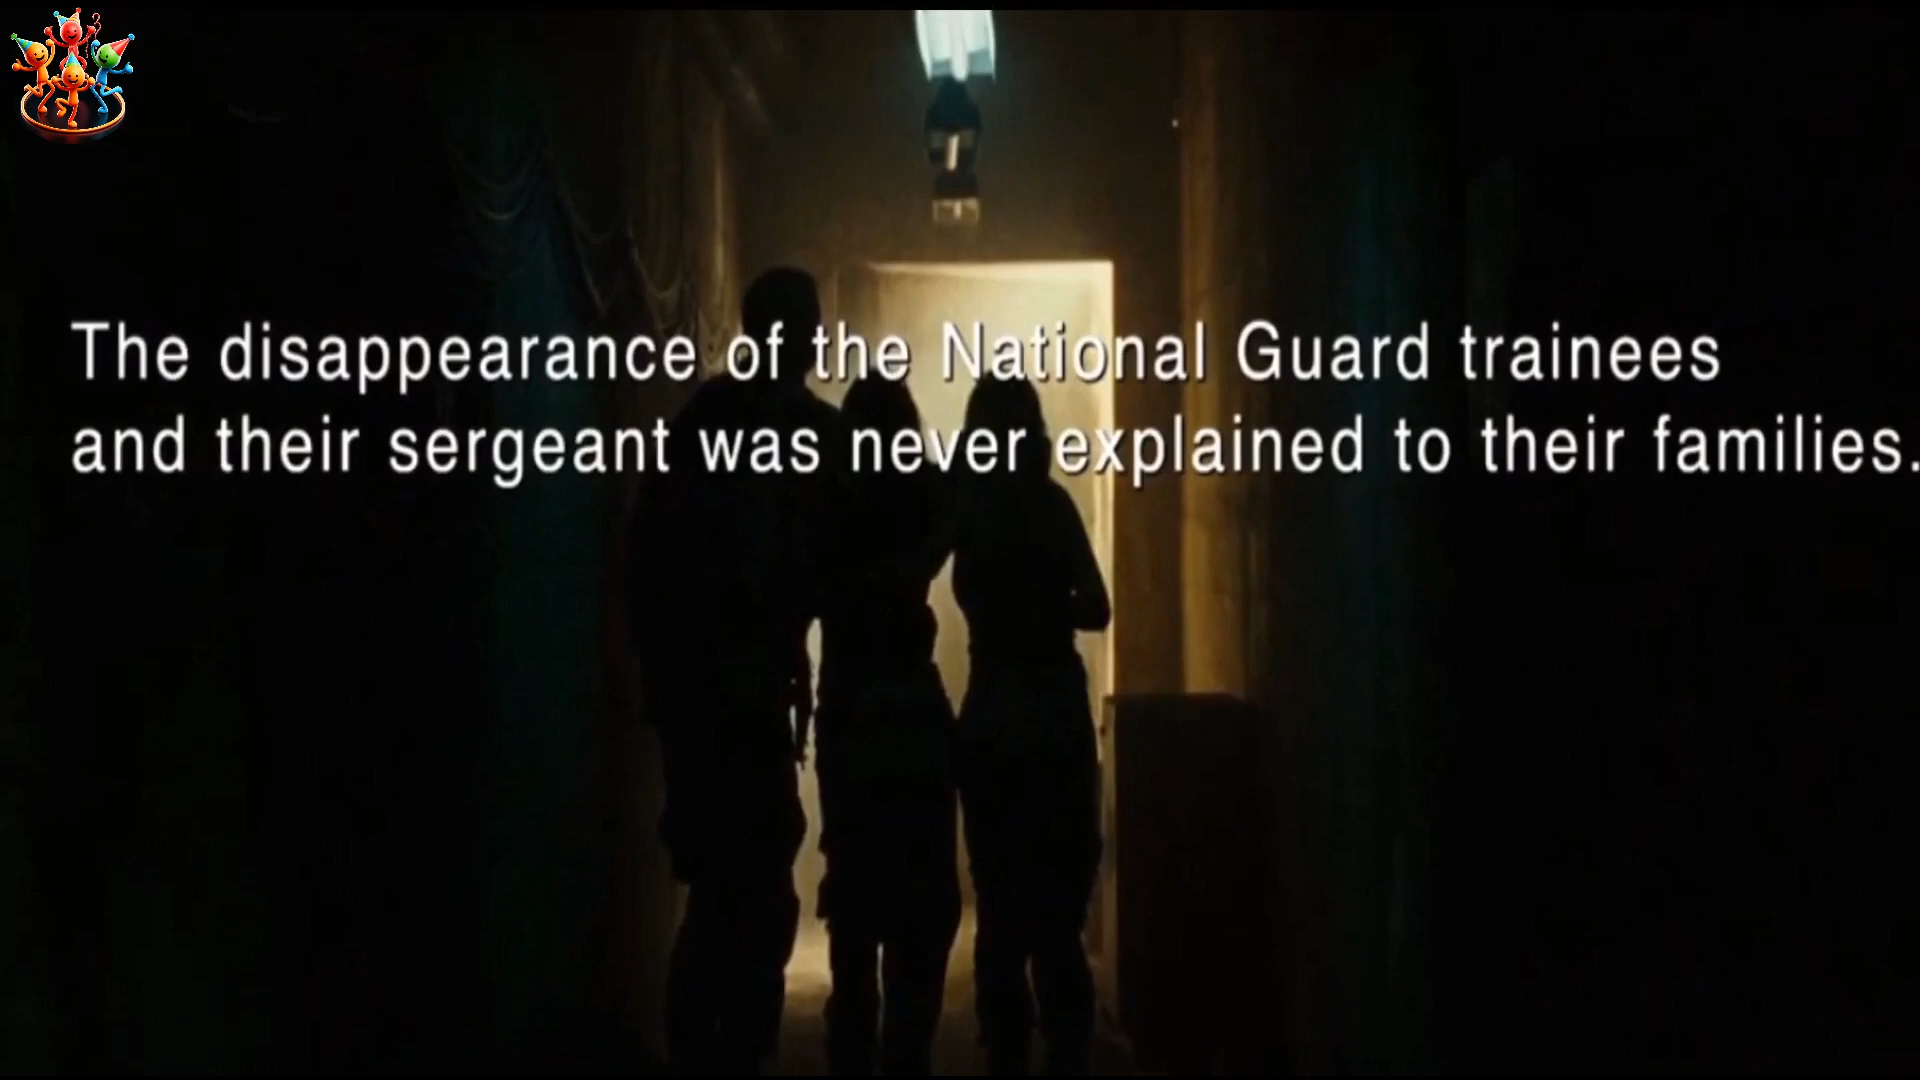 The disappearance of the National Guard trainees
and their sergeant was never explained to their families.